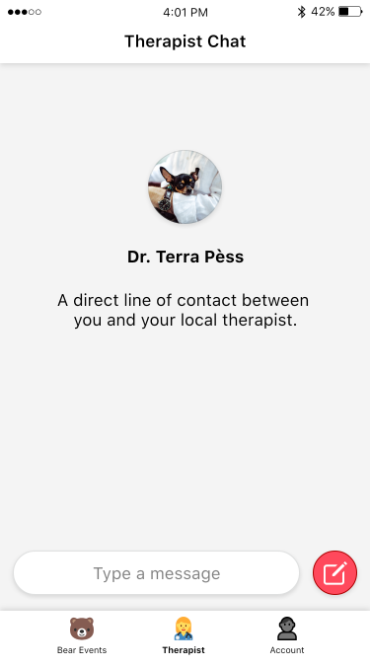 4:01 PM
42%
Therapist Chat
Dr. Terra Pèss
A direct line of contact between
you and your local therapist.
Type a message
Bear Events
Therapist
Account